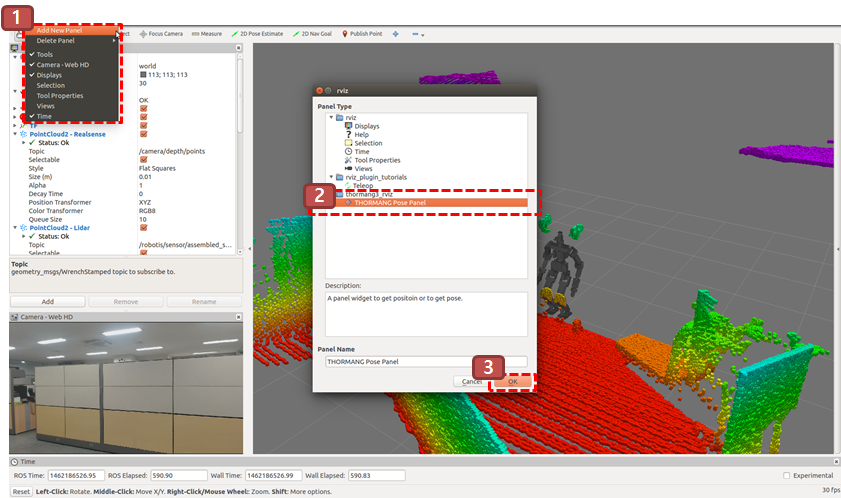 1
Add New Panel
Delete Panel
Tools
Camera - Web HD
Displays
Selection
Tool Properties
Views
Time
Focus Camera
Measure
2D Pose Estimate
2D Nav Goal
Publish Point
world
113; 113; 113
30
OK
TF
PointCloud2 - Realsense
Status: Ok
Topic /camera/depth/points
Selectable
Style Flat Squares
Size (m) 0.01
Alpha 1
Decay Time 0
Position Transformer XYZ
Color Transformer RGB8
Queue Size 10
PointCloud2 - Lidar
Status: Ok
Topic /robotis/sensor/assembled_s...
Selectable
Topic
geometry_msgs/WrenchStamped topic to subscribe to.
Add Remove Rename
Camera - Web HD
rviz
Panel Type
rviz
Displays
Help
Selection
Time
Tool Properties
Views
rviz_plugin_tutorials
Teleop
2
thormang3_rviz
THORMANG Pose Panel
Description:
A panel widget to get positoin or to get pose.
Panel Name
THORMANG Pose Panel
3
Cancel OK
Time
ROS Time: 1462186526.95 ROS Elapsed: 590.90 Wall Time: 1462186526.99 Wall Elapsed: 590.83 Experimental
Reset Left-Click: Rotate. Middle-Click: Move X/Y. Right-Click/Mouse Wheel: Zoom. Shift: More options. 30 fps